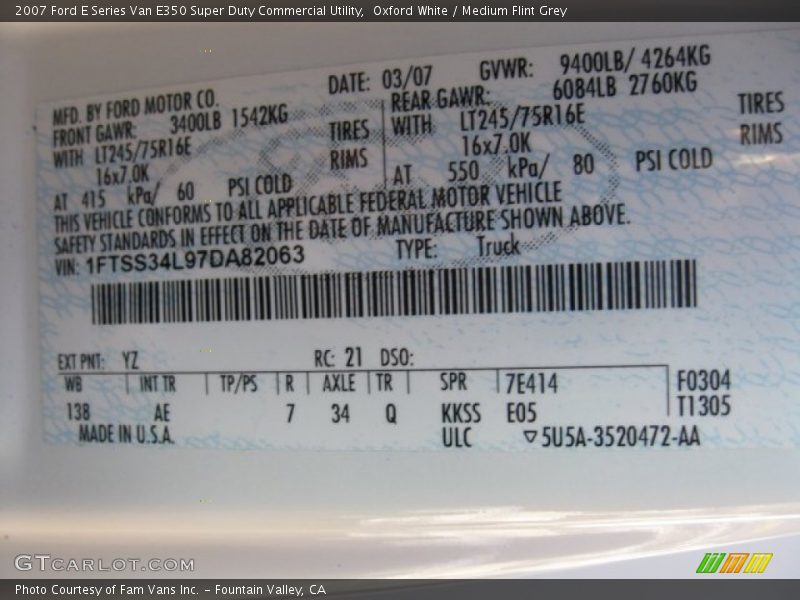 2007 Ford E Series Van E350 Super Duty Commercial Utility,  Oxford White / Medium Flint Grey
MFD. BY FORD MOTOR CO. DATE: 03/07 GVWR: 9400LB/ 4264KG
FRONT GAWR: 3400LB 1542KG REAR GAWR: 6084LB 2760KG
WITH LT245/75R16E TIRES WITH LT245/75R16E TIRES
16x7.0K RIMS 16x7.0K RIMS
AT 415 kPa/ 60 PSI COLD AT 550 kPa/ 80 PSI COLD
THIS VEHICLE CONFORMS TO ALL APPLICABLE FEDERAL MOTOR VEHICLE
SAFETY STANDARDS IN EFFECT ON THE DATE OF MANUFACTURE SHOWN ABOVE.
VIN: 1FTSS34L97DA82063 TYPE: Truck
EXT PNT: YZ RC: 21 DSO:
WB INT TR TP/PS R AXLE TR SPR 7E414 F0304
138 AE 7 34 Q KKSS E05 T1305
MADE IN U.S.A. ULC ▽5U5A-3520472-AA
GTCARLOT.COM
Photo Courtesy of Fam Vans Inc. – Fountain Valley, CA